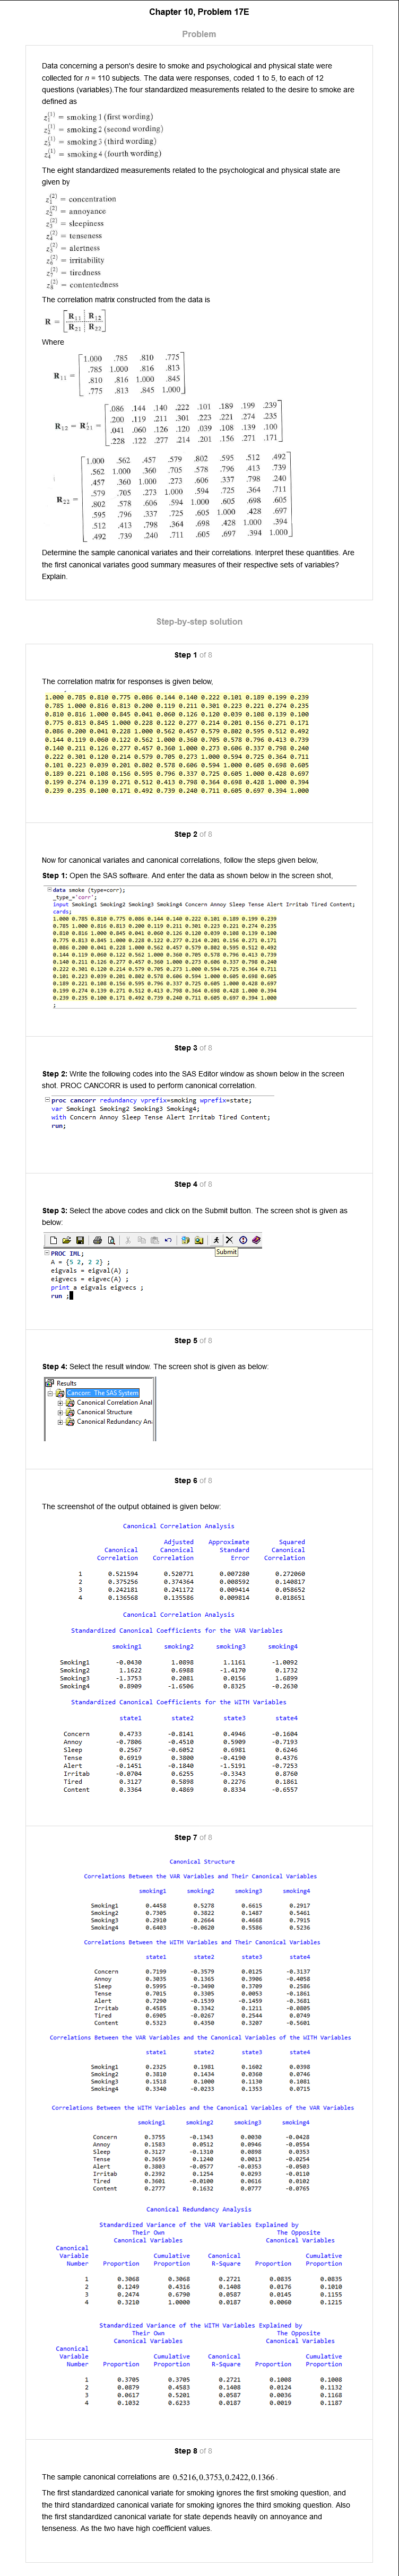 Chapter 10, Problem 17E
Problem
Data concerning a person's desire to smoke and psychological and physical state were
collected for n = 110 subjects. The data were responses, coded 1 to 5, to each of 12
questions (variables).The four standardized measurements related to the desire to smoke are
defined as
z₁⁽¹⁾ = smoking 1 (first wording)
z₂⁽¹⁾ = smoking 2 (second wording)
z₃⁽¹⁾ = smoking 3 (third wording)
z₄⁽¹⁾ = smoking 4 (fourth wording)
The eight standardized measurements related to the psychological and physical state are
given by
z₁⁽²⁾ = concentration
z₂⁽²⁾ = annoyance
z₃⁽²⁾ = sleepiness
z₄⁽²⁾ = tenseness
z₅⁽²⁾ = alertness
z₆⁽²⁾ = irritability
z₇⁽²⁾ = tiredness
z₈⁽²⁾ = contentedness
The correlation matrix constructed from the data is
R = [R₁₁ | R₁₂
R₂₁ | R₂₂]
Where
R₁₁ =
1.000 .785 .810 .775
.785 1.000 .816 .813
.810 .816 1.000 .845
.775 .813 .845 1.000
R₁₂ = R'₂₁ =
.086 .144 .140 .222 .101 .189 .199 .239
.200 .119 .211 .301 .223 .221 .274 .235
.041 .060 .126 .120 .039 .108 .139 .100
.228 .122 .277 .214 .201 .156 .271 .171
R₂₂ =
1.000 .562 .457 .579 .802 .595 .512 .492
.562 1.000 .360 .705 .578 .796 .413 .739
.457 .360 1.000 .273 .606 .337 .798 .240
.579 .705 .273 1.000 .594 .725 .364 .711
.802 .578 .606 .594 1.000 .605 .698 .605
.595 .796 .337 .725 .605 1.000 .428 .697
.512 .413 .798 .364 .698 .428 1.000 .394
.492 .739 .240 .711 .605 .697 .394 1.000
Determine the sample canonical variates and their correlations. Interpret these quantities. Are
the first canonical variates good summary measures of their respective sets of variables?
Explain.
Step-by-step solution
Step 1 of 8
The correlation matrix for responses is given below,
1.000 0.785 0.810 0.775 0.086 0.144 0.140 0.222 0.101 0.189 0.199 0.239
0.785 1.000 0.816 0.813 0.200 0.119 0.211 0.301 0.223 0.221 0.274 0.235
0.810 0.816 1.000 0.845 0.041 0.060 0.126 0.120 0.039 0.108 0.139 0.100
0.775 0.813 0.845 1.000 0.228 0.122 0.277 0.214 0.201 0.156 0.271 0.171
0.086 0.200 0.041 0.228 1.000 0.562 0.457 0.579 0.802 0.595 0.512 0.492
0.144 0.119 0.060 0.122 0.562 1.000 0.360 0.705 0.578 0.796 0.413 0.739
0.140 0.211 0.126 0.277 0.457 0.360 1.000 0.273 0.606 0.337 0.798 0.240
0.222 0.301 0.120 0.214 0.579 0.705 0.273 1.000 0.594 0.725 0.364 0.711
0.101 0.223 0.039 0.201 0.802 0.578 0.606 0.594 1.000 0.605 0.698 0.605
0.189 0.221 0.108 0.156 0.595 0.796 0.337 0.725 0.605 1.000 0.428 0.697
0.199 0.274 0.139 0.271 0.512 0.413 0.798 0.364 0.698 0.428 1.000 0.394
0.239 0.235 0.100 0.171 0.492 0.739 0.240 0.711 0.605 0.697 0.394 1.000
Step 2 of 8
Now for canonical variates and canonical correlations, follow the steps given below,
Step 1: Open the SAS software. And enter the data as shown below in the screen shot,
data smoke (type=corr);
_type_='corr';
input Smoking1 Smoking2 Smoking3 Smoking4 Concern Annoy Sleep Tense Alert Irritab Tired Content;
cards;
1.000 0.785 0.810 0.775 0.086 0.144 0.140 0.222 0.101 0.189 0.199 0.239
0.785 1.000 0.816 0.813 0.200 0.119 0.211 0.301 0.223 0.221 0.274 0.235
0.810 0.816 1.000 0.845 0.041 0.060 0.126 0.120 0.039 0.108 0.139 0.100
0.775 0.813 0.845 1.000 0.228 0.122 0.277 0.214 0.201 0.156 0.271 0.171
0.086 0.200 0.041 0.228 1.000 0.562 0.457 0.579 0.802 0.595 0.512 0.492
0.144 0.119 0.060 0.122 0.562 1.000 0.360 0.705 0.578 0.796 0.413 0.739
0.140 0.211 0.126 0.277 0.457 0.360 1.000 0.273 0.606 0.337 0.798 0.240
0.222 0.301 0.120 0.214 0.579 0.705 0.273 1.000 0.594 0.725 0.364 0.711
0.101 0.223 0.039 0.201 0.802 0.578 0.606 0.594 1.000 0.605 0.698 0.605
0.189 0.221 0.108 0.156 0.595 0.796 0.337 0.725 0.605 1.000 0.428 0.697
0.199 0.274 0.139 0.271 0.512 0.413 0.798 0.364 0.698 0.428 1.000 0.394
0.239 0.235 0.100 0.171 0.492 0.739 0.240 0.711 0.605 0.697 0.394 1.000
;
Step 3 of 8
Step 2: Write the following codes into the SAS Editor window as shown below in the screen
shot. PROC CANCORR is used to perform canonical correlation.
proc cancorr redundancy vprefix=smoking wprefix=state;
var Smoking1 Smoking2 Smoking3 Smoking4;
with Concern Annoy Sleep Tense Alert Irritab Tired Content;
run;
Step 4 of 8
Step 3: Select the above codes and click on the Submit button. The screen shot is given as
below:
Submit
PROC IML;
A = {5 2, 2 2} ;
eigvals = eigval(A) ;
eigvecs = eigvec(A) ;
print a eigvals eigvecs ;
run ;
Step 5 of 8
Step 4: Select the result window. The screen shot is given as below:
Results
Cancorr: The SAS System
Canonical Correlation Anal
Canonical Structure
Canonical Redundancy An
Step 6 of 8
The screenshot of the output obtained is given below:
Canonical Correlation Analysis
Adjusted Approximate Squared
Canonical Canonical Standard Canonical
Correlation Correlation Error Correlation
1 0.521594 0.520771 0.007280 0.272060
2 0.375256 0.374364 0.008592 0.140817
3 0.242181 0.241172 0.009414 0.058652
4 0.136568 0.135586 0.009814 0.018651
Canonical Correlation Analysis
Standardized Canonical Coefficients for the VAR Variables
smoking1 smoking2 smoking3 smoking4
Smoking1 -0.0430 1.0898 1.1161 -1.0092
Smoking2 1.1622 0.6988 -1.4170 0.1732
Smoking3 -1.3753 0.2081 0.0156 1.6899
Smoking4 0.8909 -1.6506 0.8325 -0.2630
Standardized Canonical Coefficients for the WITH Variables
state1 state2 state3 state4
Concern 0.4733 -0.8141 0.4946 -0.1604
Annoy -0.7806 -0.4510 0.5909 -0.7193
Sleep 0.2567 -0.6052 0.6981 0.6246
Tense 0.6919 0.3800 -0.4190 0.4376
Alert -0.1451 -0.1840 -1.5191 -0.7253
Irritab -0.0704 0.6255 -0.3343 0.8760
Tired 0.3127 0.5898 0.2276 0.1861
Content 0.3364 0.4869 0.8334 -0.6557
Step 7 of 8
Canonical Structure
Correlations Between the VAR Variables and Their Canonical Variables
smoking1 smoking2 smoking3 smoking4
Smoking1 0.4458 0.5278 0.6615 0.2917
Smoking2 0.7305 0.3822 0.1487 0.5461
Smoking3 0.2910 0.2664 0.4668 0.7915
Smoking4 0.6403 -0.0620 0.5586 0.5236
Correlations Between the WITH Variables and Their Canonical Variables
state1 state2 state3 state4
Concern 0.7199 -0.3579 0.0125 -0.3137
Annoy 0.3035 0.1365 0.3906 -0.4058
Sleep 0.5995 -0.3490 0.3709 0.2586
Tense 0.7015 0.3305 0.0053 -0.1861
Alert 0.7290 -0.1539 -0.1459 -0.3681
Irritab 0.4585 0.3342 0.1211 -0.0805
Tired 0.6905 -0.0267 0.2544 0.0749
Content 0.5323 0.4350 0.3207 -0.5601
Correlations Between the VAR Variables and the Canonical Variables of the WITH Variables
state1 state2 state3 state4
Smoking1 0.2325 0.1981 0.1602 0.0398
Smoking2 0.3810 0.1434 0.0360 0.0746
Smoking3 0.1518 0.1000 0.1130 0.1081
Smoking4 0.3340 -0.0233 0.1353 0.0715
Correlations Between the WITH Variables and the Canonical Variables of the VAR Variables
smoking1 smoking2 smoking3 smoking4
Concern 0.3755 -0.1343 0.0030 -0.0428
Annoy 0.1583 0.0512 0.0946 -0.0554
Sleep 0.3127 -0.1310 0.0898 0.0353
Tense 0.3659 0.1240 0.0013 -0.0254
Alert 0.3803 -0.0577 -0.0353 -0.0503
Irritab 0.2392 0.1254 0.0293 -0.0110
Tired 0.3601 -0.0100 0.0616 0.0102
Content 0.2777 0.1632 0.0777 -0.0765
Canonical Redundancy Analysis
Standardized Variance of the VAR Variables Explained by
Their Own The Opposite
Canonical Variables Canonical Variables
Canonical
Variable Cumulative Canonical Cumulative
Number Proportion Proportion R-Square Proportion Proportion
1 0.3068 0.3068 0.2721 0.0835 0.0835
2 0.1249 0.4316 0.1408 0.0176 0.1010
3 0.2474 0.6790 0.0587 0.0145 0.1155
4 0.3210 1.0000 0.0187 0.0060 0.1215
Standardized Variance of the WITH Variables Explained by
Their Own The Opposite
Canonical Variables Canonical Variables
Canonical
Variable Cumulative Canonical Cumulative
Number Proportion Proportion R-Square Proportion Proportion
1 0.3705 0.3705 0.2721 0.1008 0.1008
2 0.0879 0.4583 0.1408 0.0124 0.1132
3 0.0617 0.5201 0.0587 0.0036 0.1168
4 0.1032 0.6233 0.0187 0.0019 0.1187
Step 8 of 8
The sample canonical correlations are 0.5216,0.3753,0.2422,0.1366 .
The first standardized canonical variate for smoking ignores the first smoking question, and
the third standardized canonical variate for smoking ignores the third smoking question. Also
the first standardized canonical variate for state depends heavily on annoyance and
tenseness. As the two have high coefficient values.